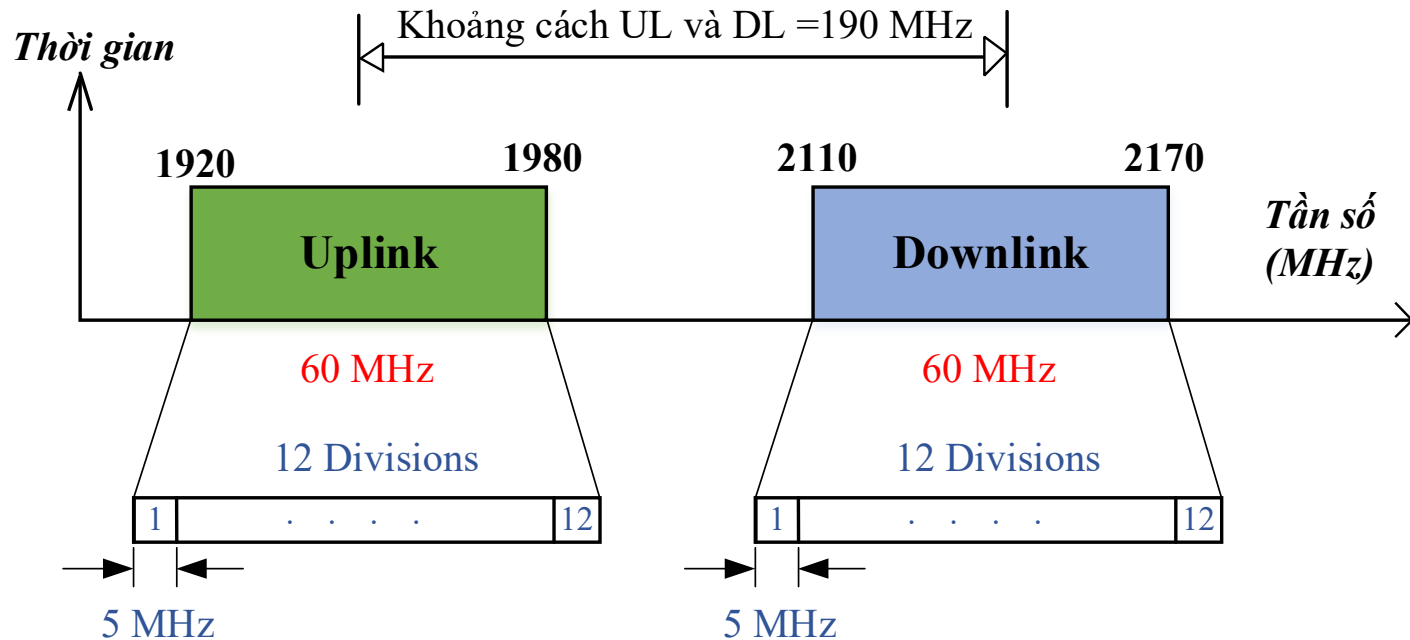 Khoảng cách UL và DL =190 MHz
Thời gian
1920
1980
2110
2170
Uplink
Downlink
Tần số
(MHz)
60 MHz
60 MHz
12 Divisions
12 Divisions
1 . . . . 12
1 . . . . 12
5 MHz
5 MHz